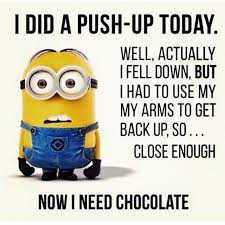 I DID A PUSH-UP TODAY.
WELL, ACTUALLY
I FELL DOWN, BUT
I HAD TO USE MY
MY ARMS TO GET
BACK UP, SO...
CLOSE ENOUGH
NOW I NEED CHOCOLATE